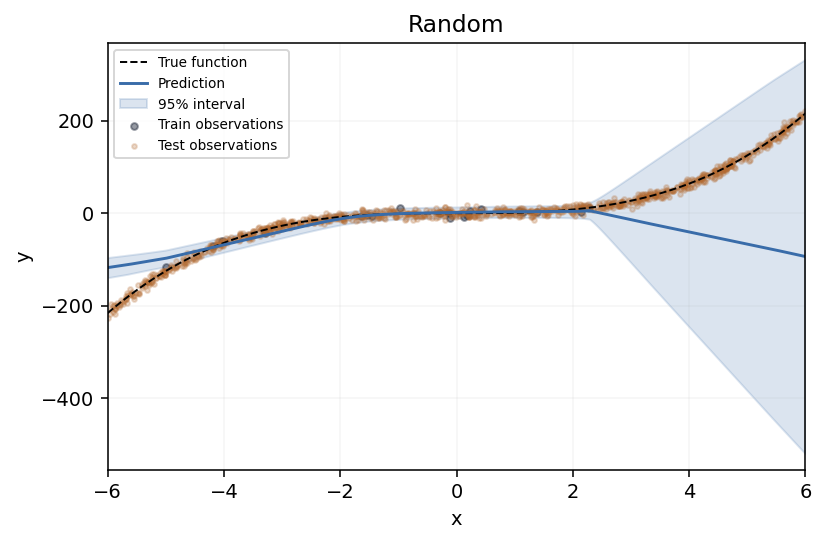 Random
True function
Prediction
95% interval
Train observations
Test observations
200
0
−200
−400
y
−6 −4 −2 0 2 4 6
x